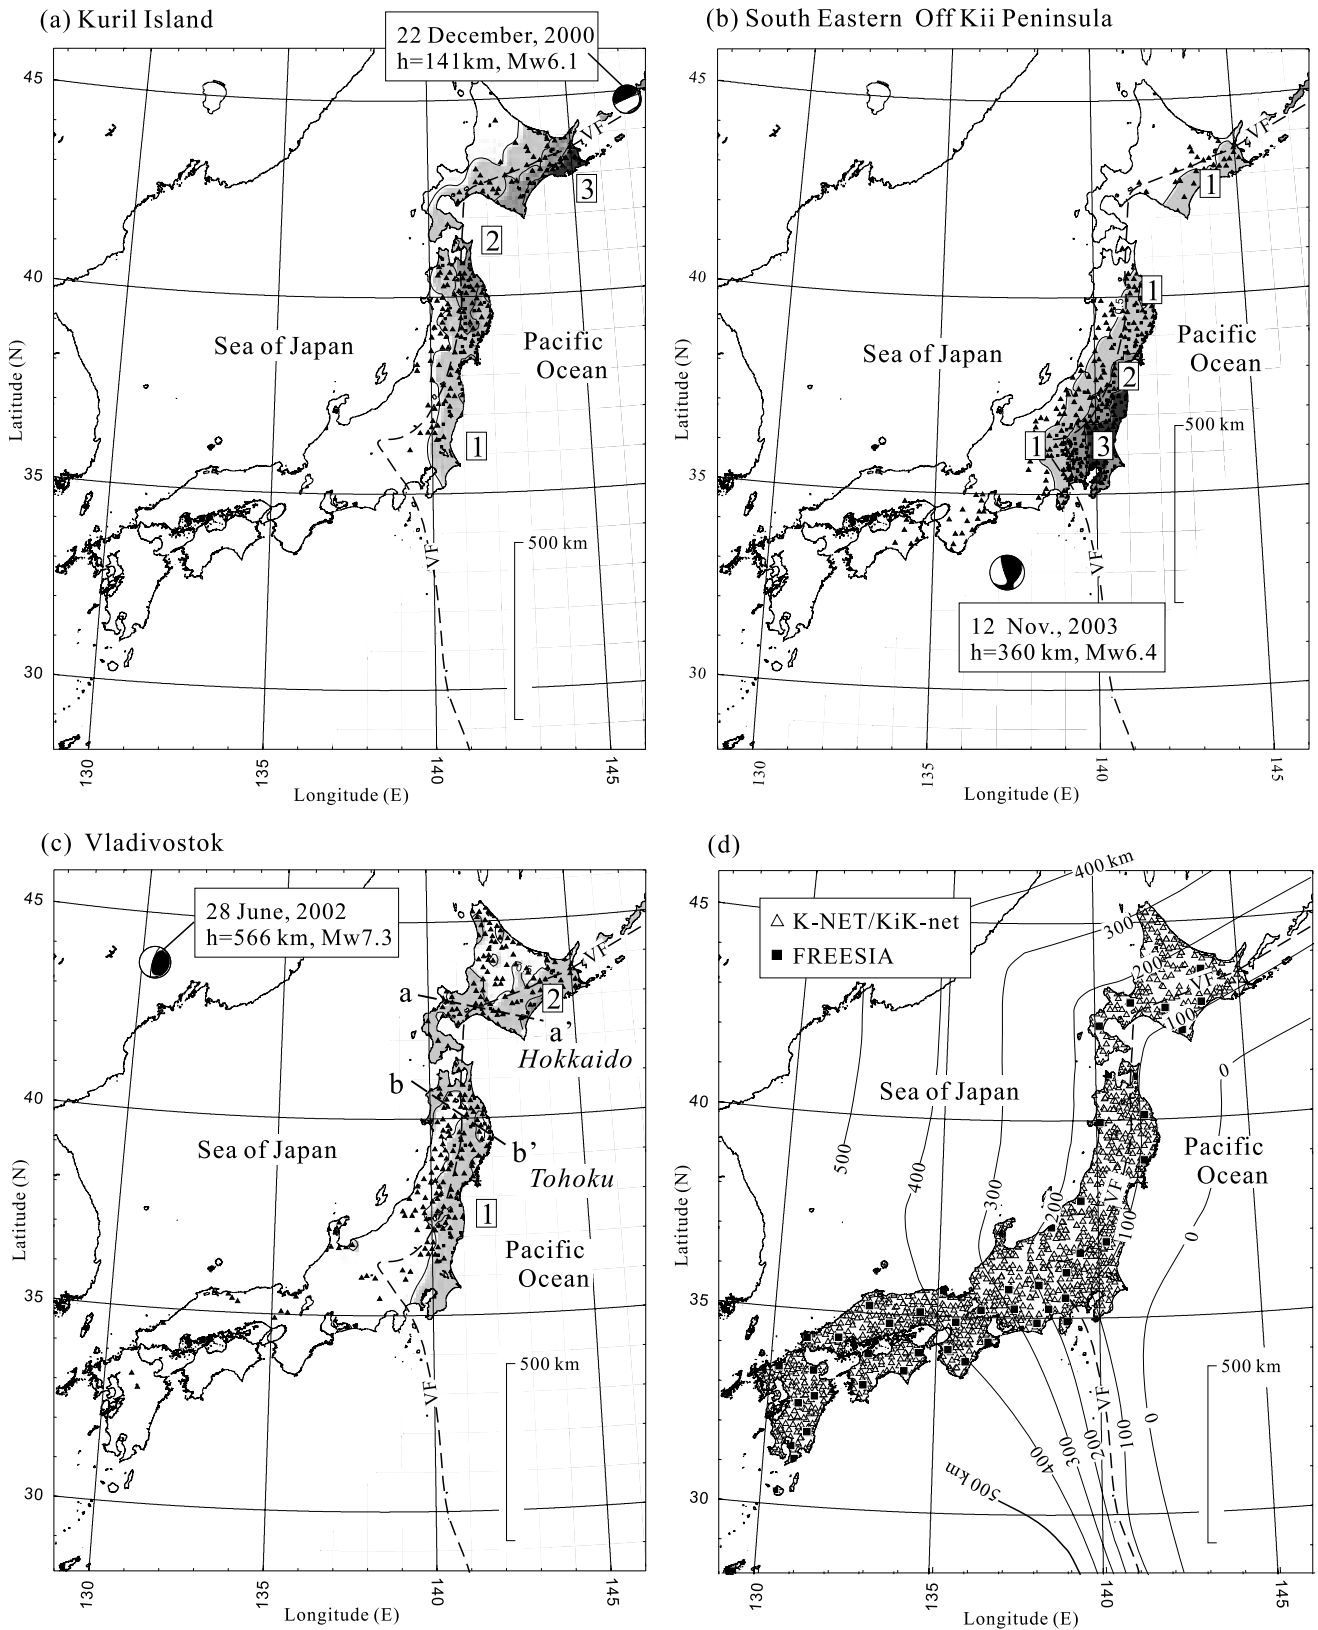 (a) Kuril Island
22 December, 2000
h=141km, Mw6.1
45
40
35
30
Latitude (N)
VF
3
2
1
Sea of Japan
Pacific
Ocean
500 km
VF
130
135
140
145
Longitude (E)
(b) South Eastern Off Kii Peninsula
45
40
35
30
Latitude (N)
VF
1
1
0.5
2
1
3
Sea of Japan
Pacific
Ocean
500 km
VF
12 Nov., 2003
h=360 km, Mw6.4
130
135
140
145
Longitude (E)
(c) Vladivostok
28 June, 2002
h=566 km, Mw7.3
45
40
35
30
Latitude (N)
VF
a
2
a’
Hokkaido
b
b’
Tohoku
1
Sea of Japan
Pacific
Ocean
500 km
VF
130
135
140
145
Longitude (E)
(d)
400 km
K-NET/KiK-net
FREESIA
300
200
VF
100
0
45
40
35
30
Latitude (N)
Sea of Japan
Pacific
Ocean
500
400
300
200
VF
100
0
500 km
VF
0
100
200
300
400
500 km
130
135
140
145
Longitude (E)